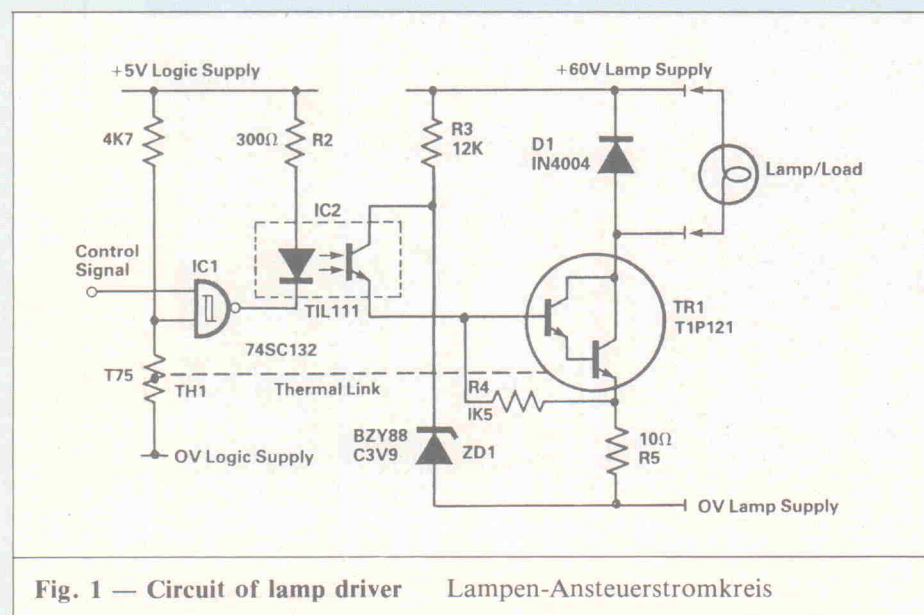 +5V Logic Supply
+60V Lamp Supply
4K7
300Ω
R2
R3
12K
D1
IN4004
Lamp/Load
IC2
Control
Signal
IC1
TIL111
TR1
T1P121
74SC132
T75
TH1
Thermal Link
R4
IK5
BZY88
C3V9
ZD1
10Ω
R5
OV Logic Supply
OV Lamp Supply
Fig. 1 — Circuit of lamp driver Lampen-Ansteuerstromkreis